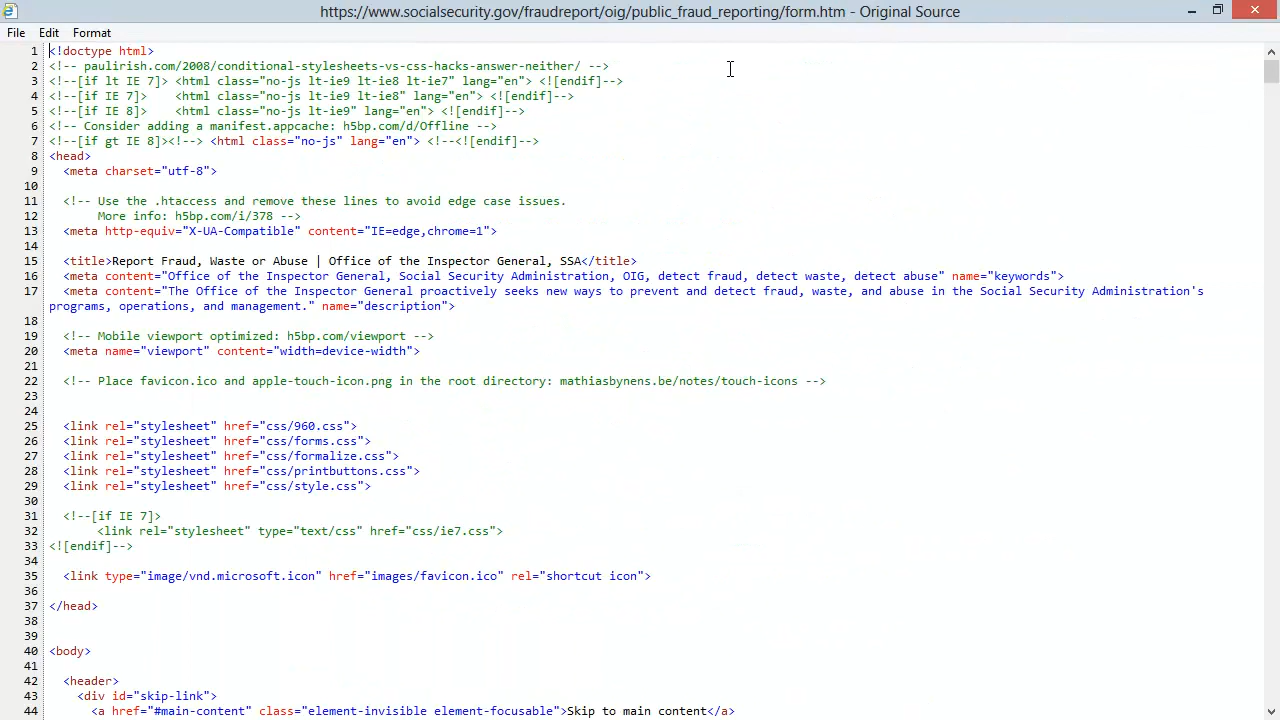 https://www.socialsecurity.gov/fraudreport/oig/public_fraud_reporting/form.htm - Original Source
File Edit Format
1 <!doctype html>
2 <!-- paulirish.com/2008/conditional-stylesheets-vs-css-hacks-answer-neither/ -->
3 <!--[if lt IE 7]> <html class="no-js lt-ie9 lt-ie8 lt-ie7" lang="en"> <![endif]-->
4 <!--[if IE 7]>    <html class="no-js lt-ie9 lt-ie8" lang="en"> <![endif]-->
5 <!--[if IE 8]>    <html class="no-js lt-ie9" lang="en"> <![endif]-->
6 <!-- Consider adding a manifest.appcache: h5bp.com/d/Offline -->
7 <!--[if gt IE 8]><!--> <html class="no-js" lang="en"> <!--<![endif]-->
8 <head>
9   <meta charset="utf-8">
10
11   <!-- Use the .htaccess and remove these lines to avoid edge case issues.
12        More info: h5bp.com/i/378 -->
13   <meta http-equiv="X-UA-Compatible" content="IE=edge,chrome=1">
14
15   <title>Report Fraud, Waste or Abuse | Office of the Inspector General, SSA</title>
16   <meta content="Office of the Inspector General, Social Security Administration, OIG, detect fraud, detect waste, detect abuse" name="keywords">
17   <meta content="The Office of the Inspector General proactively seeks new ways to prevent and detect fraud, waste, and abuse in the Social Security Administration's
programs, operations, and management." name="description">
18
19   <!-- Mobile viewport optimized: h5bp.com/viewport -->
20   <meta name="viewport" content="width=device-width">
21
22   <!-- Place favicon.ico and apple-touch-icon.png in the root directory: mathiasbynens.be/notes/touch-icons -->
23
24
25   <link rel="stylesheet" href="css/960.css">
26   <link rel="stylesheet" href="css/forms.css">
27   <link rel="stylesheet" href="css/formalize.css">
28   <link rel="stylesheet" href="css/printbuttons.css">
29   <link rel="stylesheet" href="css/style.css">
30
31   <!--[if IE 7]>
32        <link rel="stylesheet" type="text/css" href="css/ie7.css">
33 <![endif]-->
34
35   <link type="image/vnd.microsoft.icon" href="images/favicon.ico" rel="shortcut icon">
36
37 </head>
38
39
40 <body>
41
42   <header>
43     <div id="skip-link">
44       <a href="#main-content" class="element-invisible element-focusable">Skip to main content</a>